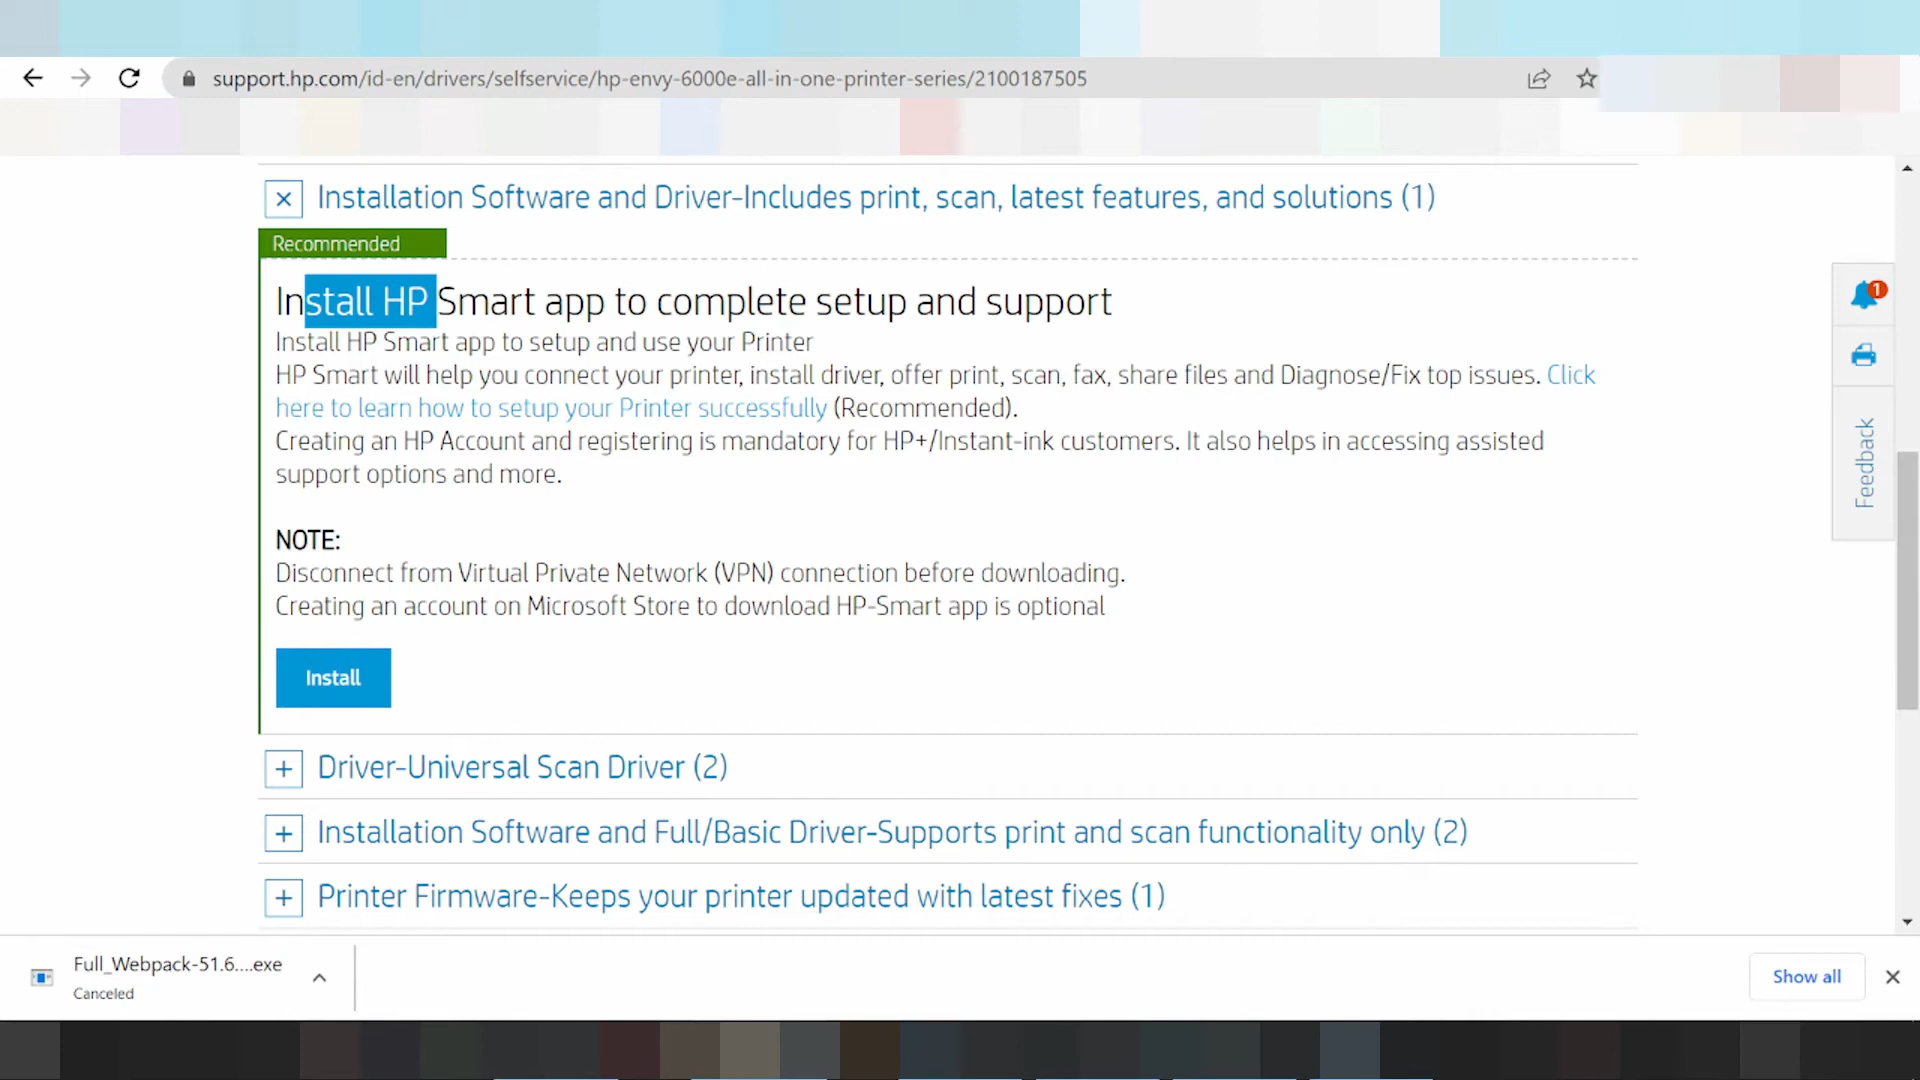 support.hp.com/id-en/drivers/selfservice/hp-envy-6000e-all-in-one-printer-series/2100187505
Installation Software and Driver-Includes print, scan, latest features, and solutions (1)
Recommended
Install HP Smart app to complete setup and support
Install HP Smart app to setup and use your Printer
HP Smart will help you connect your printer, install driver, offer print, scan, fax, share files and Diagnose/Fix top issues. Click
here to learn how to setup your Printer successfully (Recommended).
Creating an HP Account and registering is mandatory for HP+/Instant-ink customers. It also helps in accessing assisted
support options and more.
NOTE:
Disconnect from Virtual Private Network (VPN) connection before downloading.
Creating an account on Microsoft Store to download HP-Smart app is optional
Install
Driver-Universal Scan Driver (2)
Installation Software and Full/Basic Driver-Supports print and scan functionality only (2)
Printer Firmware-Keeps your printer updated with latest fixes (1)
1
Feedback
Full_Webpack-51.6....exe
Canceled
Show all